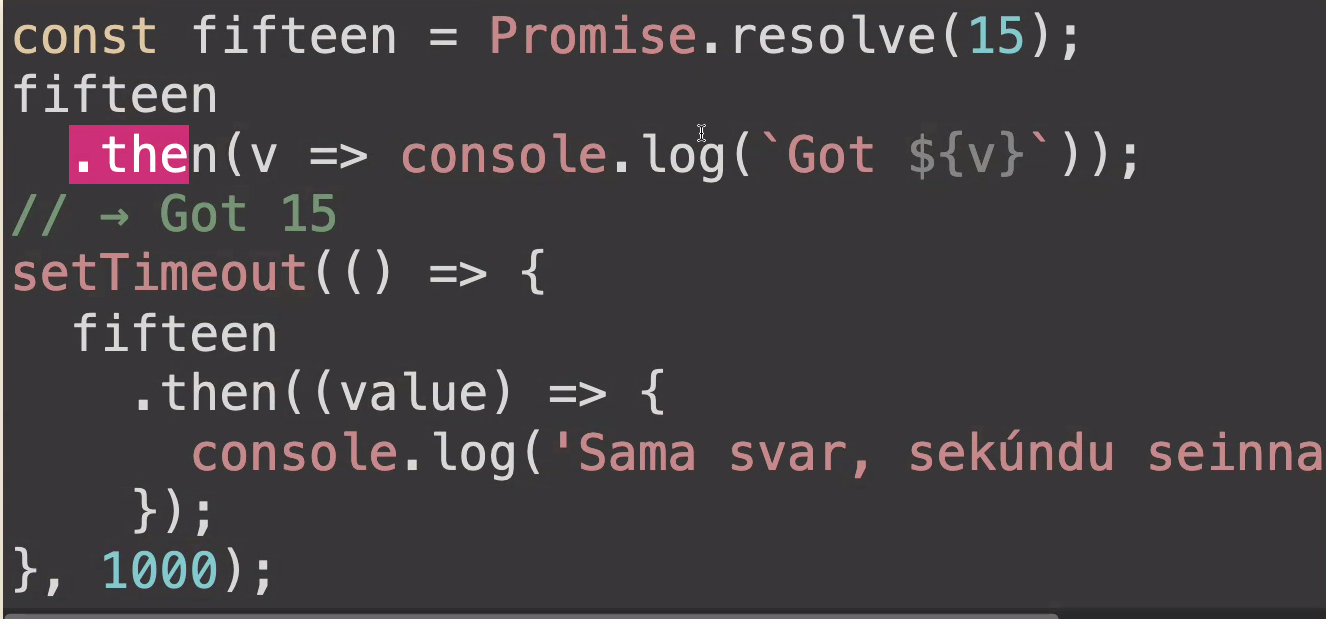 const fifteen = Promise.resolve(15);
fifteen
  .then(v => console.log(`Got ${v}`));
// → Got 15
setTimeout(() => {
  fifteen
    .then((value) => {
      console.log('Sama svar, sekúndu seinna
    });
}, 1000);